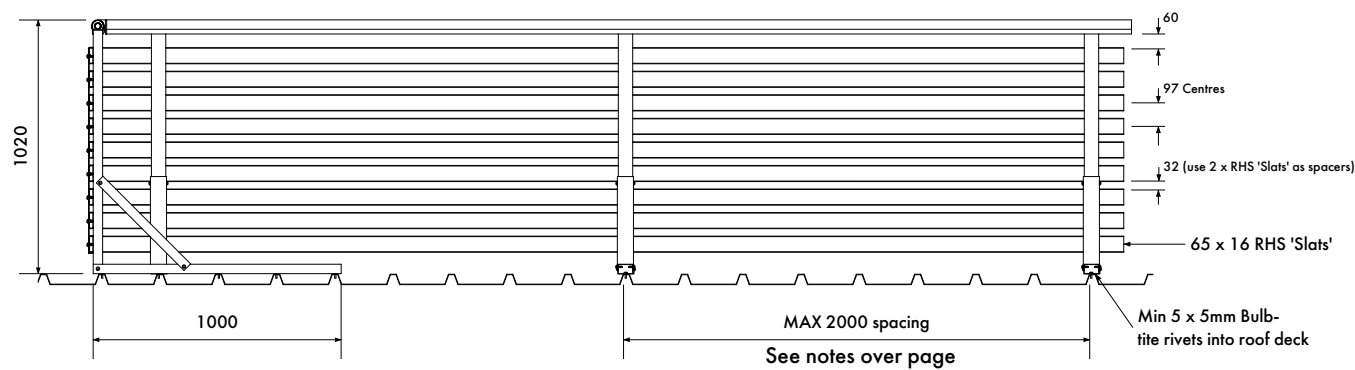 60
97 Centres
1020
32 (use 2 x RHS 'Slats' as spacers)
65 x 16 RHS 'Slats'
1000
MAX 2000 spacing
See notes over page
Min 5 x 5mm Bulb-
tite rivets into roof deck